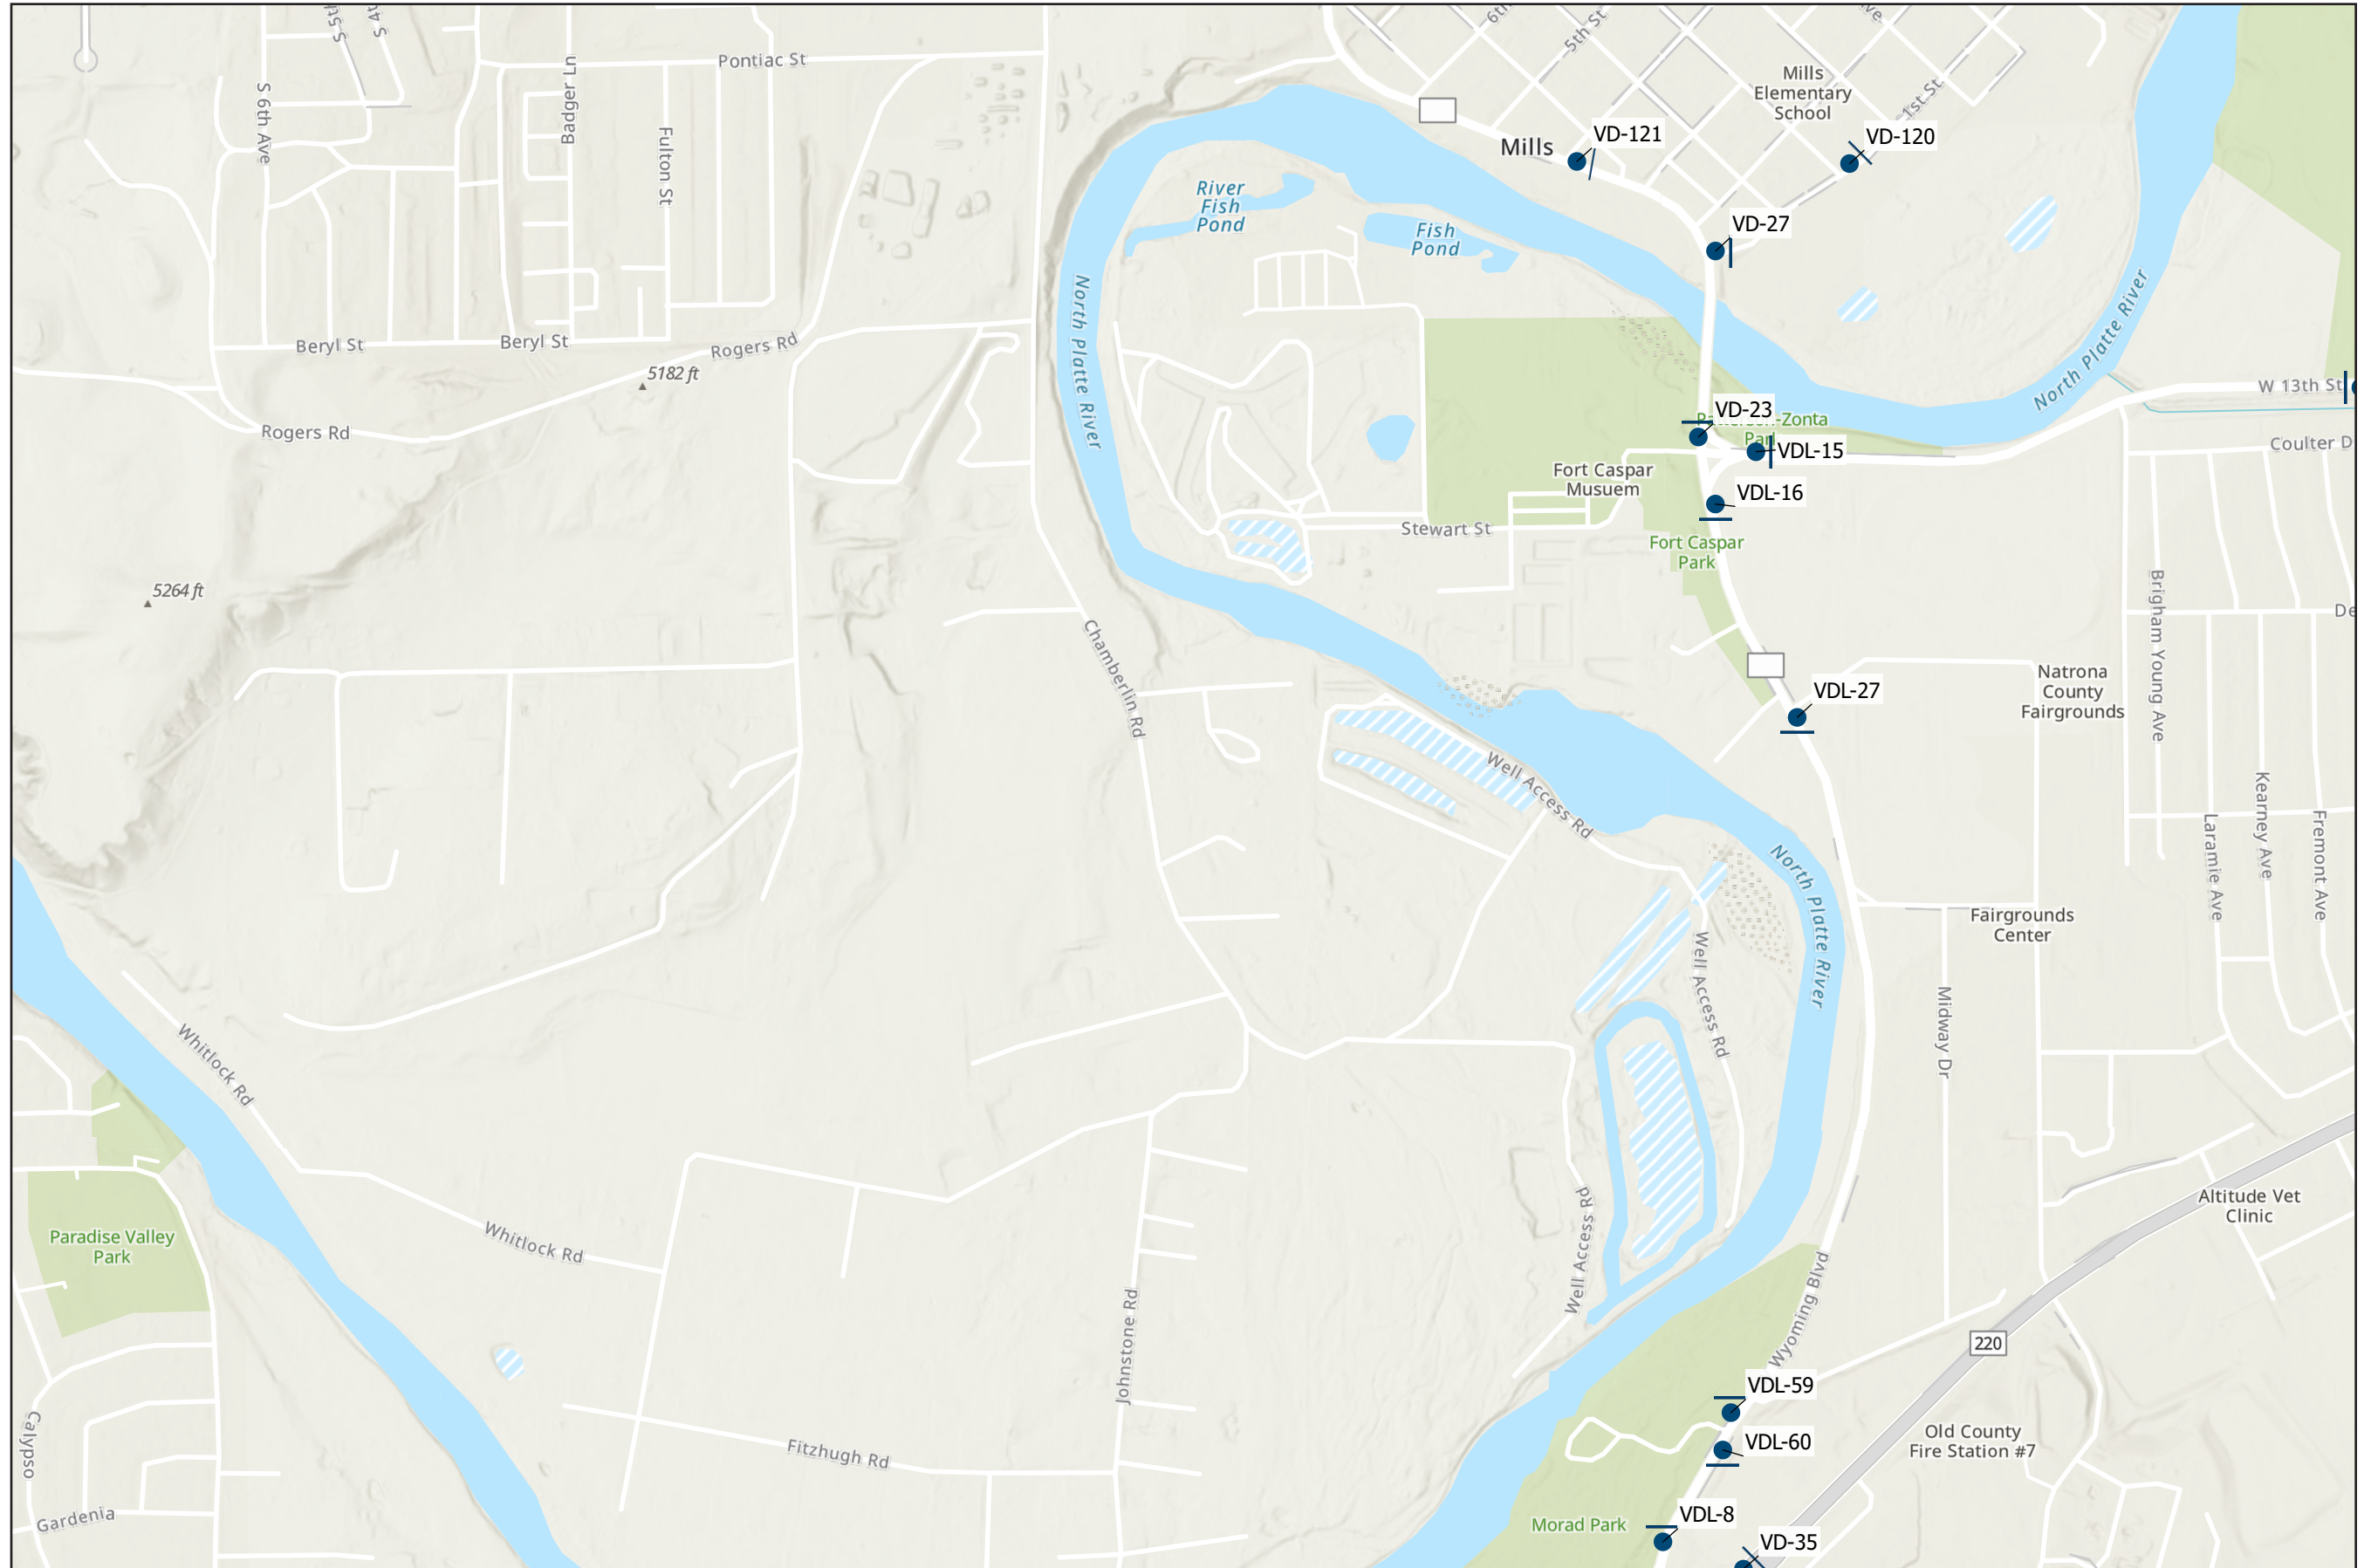 Pontiac St
S 6th Ave
Badger Ln
Fulton St
Beryl St
Beryl St
Rogers Rd
5182 ft
Rogers Rd
5264 ft
S 5th
S 4t
6th
5th St
1st St
Mills
Elementary
School
Mills
VD-121
VD-120
VD-27
River
Fish
Pond
Fish
Pond
North Platte River
North Platte River
W 13th St
Coulter D
De
VD-23
VDL-15
VDL-16
Fort Caspar
Musuem
Stewart St
Fort Caspar
Park
Chamberlin Rd
VDL-27
Natrona
County
Fairgrounds
Brigham Young Ave
Well Access Rd
North Platte River
Laramie Ave
Kearney Ave
Fremont Ave
Fairgrounds
Center
Well Access Rd
Midway Dr
Whitlock Rd
Whitlock Rd
Paradise Valley
Park
Altitude Vet
Clinic
Well Access Rd
Wyoming Blvd
220
Johnstone Rd
VDL-59
VDL-60
Old County
Fire Station #7
Fitzhugh Rd
Calypso
Gardenia
Morad Park
VDL-8
VD-35